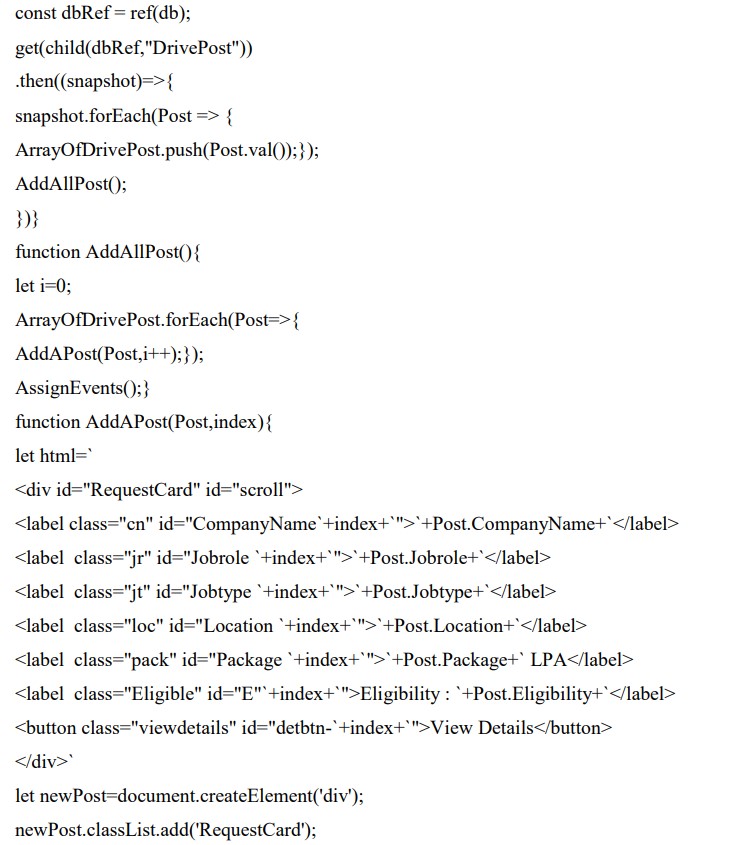 const dbRef = ref(db);
get(child(dbRef,"DrivePost"))
.then((snapshot)=>{
snapshot.forEach(Post => {
ArrayOfDrivePost.push(Post.val());});
AddAllPost();
})}
function AddAllPost(){
let i=0;
ArrayOfDrivePost.forEach(Post=>{
AddAPost(Post,i++);});
AssignEvents();}
function AddAPost(Post,index){
let html=`
<div id="RequestCard" id="scroll">
<label class="cn" id="CompanyName`+index+`">`+Post.CompanyName+`</label>
<label  class="jr" id="Jobrole `+index+`">`+Post.Jobrole+`</label>
<label  class="jt" id="Jobtype `+index+`">`+Post.Jobtype+`</label>
<label  class="loc" id="Location `+index+`">`+Post.Location+`</label>
<label  class="pack" id="Package `+index+`">`+Post.Package+` LPA</label>
<label  class="Eligible" id="E"`+index+`">Eligibility : `+Post.Eligibility+`</label>
<button class="viewdetails" id="detbtn-`+index+`">View Details</button>
</div>`
let newPost=document.createElement('div');
newPost.classList.add('RequestCard');